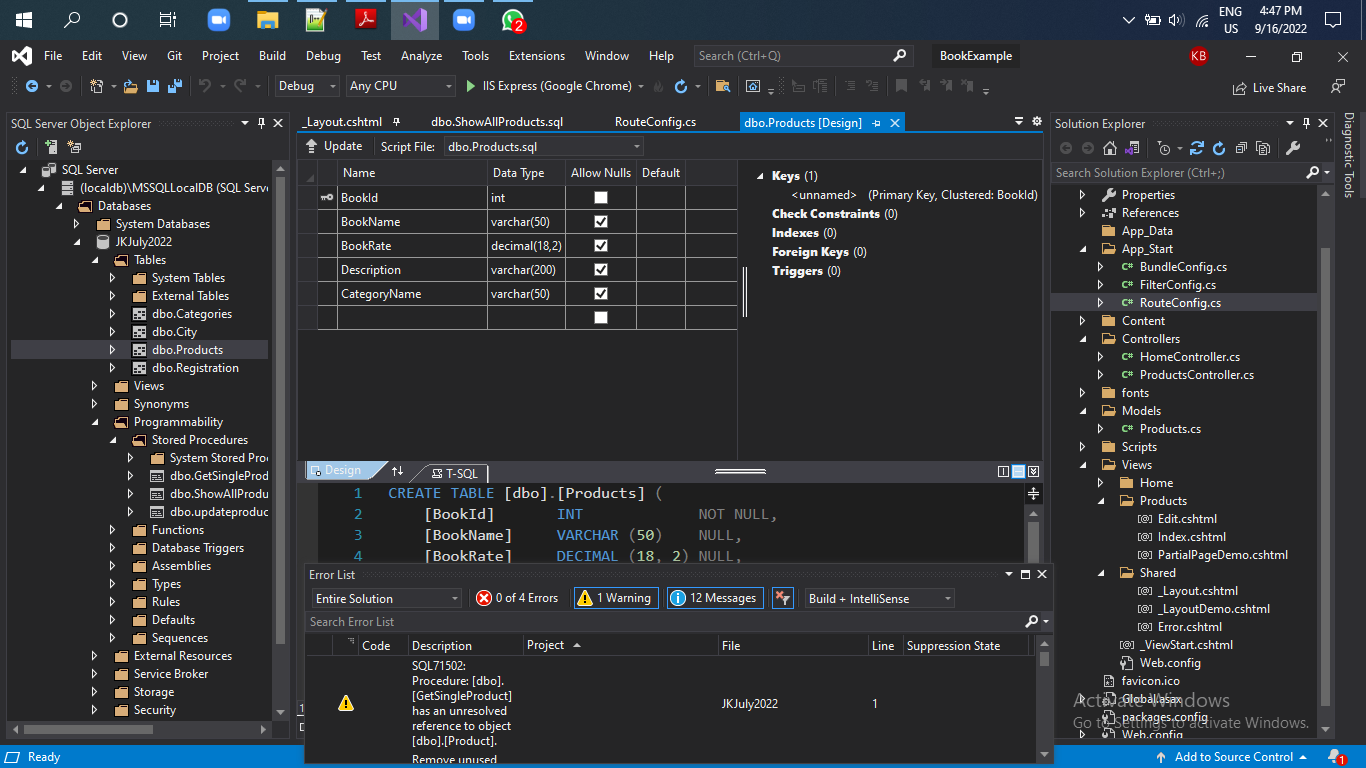 2
ENG
US
4:47 PM
9/16/2022
File Edit View Git Project Build Debug Test Analyze Tools Extensions Window Help Search (Ctrl+Q) BookExample KB
Debug Any CPU IIS Express (Google Chrome) Live Share
SQL Server Object Explorer
SQL Server
(localdb)\MSSQLLocalDB (SQL Serve
Databases
System Databases
JKJuly2022
Tables
System Tables
External Tables
dbo.Categories
dbo.City
dbo.Products
dbo.Registration
Views
Synonyms
Programmability
Stored Procedures
System Stored Pro
dbo.GetSingleProd
dbo.ShowAllProdu
dbo.updateproduc
Functions
Database Triggers
Assemblies
Types
Rules
Defaults
Sequences
External Resources
Service Broker
Storage
Security
_Layout.cshtml dbo.ShowAllProducts.sql RouteConfig.cs dbo.Products [Design]
Update Script File: dbo.Products.sql
Name Data Type Allow Nulls Default
BookId int
BookName varchar(50)
BookRate decimal(18,2)
Description varchar(200)
CategoryName varchar(50)
Keys (1)
<unnamed> (Primary Key, Clustered: BookId)
Check Constraints (0)
Indexes (0)
Foreign Keys (0)
Triggers (0)
Design T-SQL
1 CREATE TABLE [dbo].[Products] (
2 [BookId] INT NOT NULL,
3 [BookName] VARCHAR (50) NULL,
4 [BookRate] DECIMAL (18, 2) NULL,
Error List
Entire Solution 0 of 4 Errors 1 Warning 12 Messages Build + IntelliSense
Search Error List
Code Description Project File Line Suppression State
SQL71502:
Procedure: [dbo].
[GetSingleProduct]
has an unresolved
reference to object
[dbo].[Product].
JKJuly2022 1
Remove unused
Solution Explorer
Search Solution Explorer (Ctrl+;)
Properties
References
App_Data
App_Start
BundleConfig.cs
FilterConfig.cs
RouteConfig.cs
Content
Controllers
HomeController.cs
ProductsController.cs
fonts
Models
Products.cs
Scripts
Views
Home
Products
Edit.cshtml
Index.cshtml
PartialPageDemo.cshtml
Shared
_Layout.cshtml
_LayoutDemo.cshtml
Error.cshtml
_ViewStart.cshtml
Web.config
favicon.ico
Global.asax
packages.config
Web.config
Diagnostic Tools
Activate Windows
Go to Settings to activate Windows.
Ready Add to Source Control 1